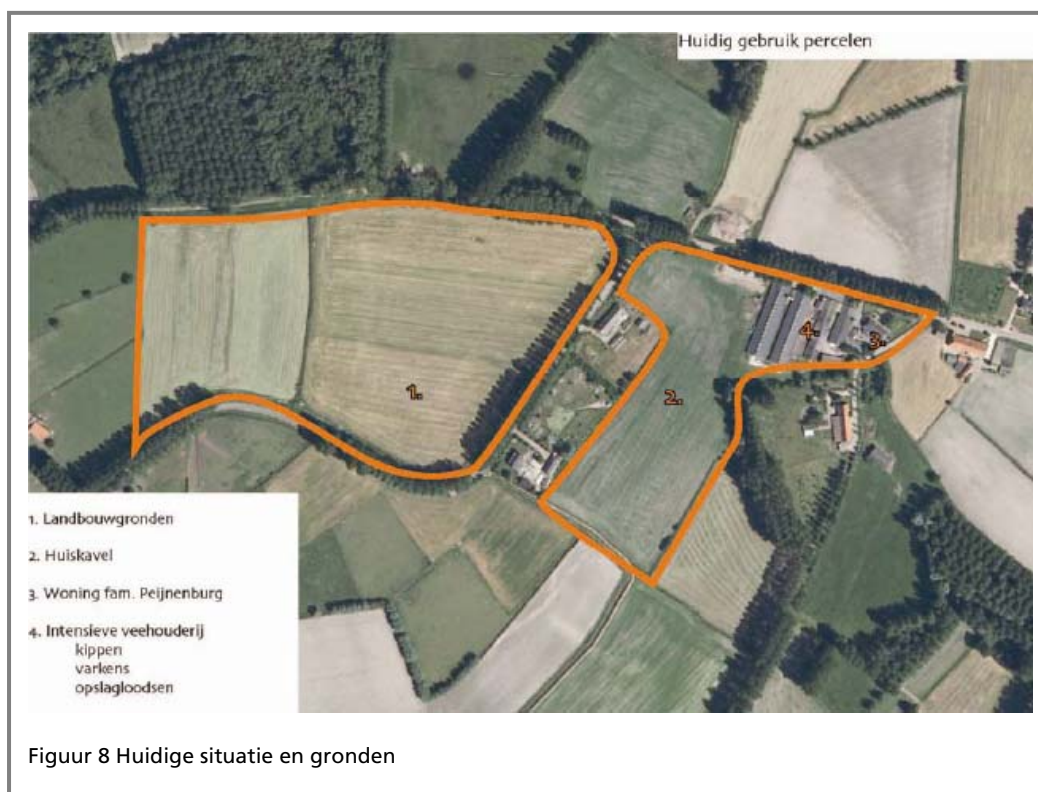 Huidig gebruik percelen
1.
2.
4.
3.
1. Landbouwgronden
2. Huiskavel
3. Woning fam. Peijnenburg
4. Intensieve veehouderij
kippen
varkens
opslagloodsen
Figuur 8 Huidige situatie en gronden